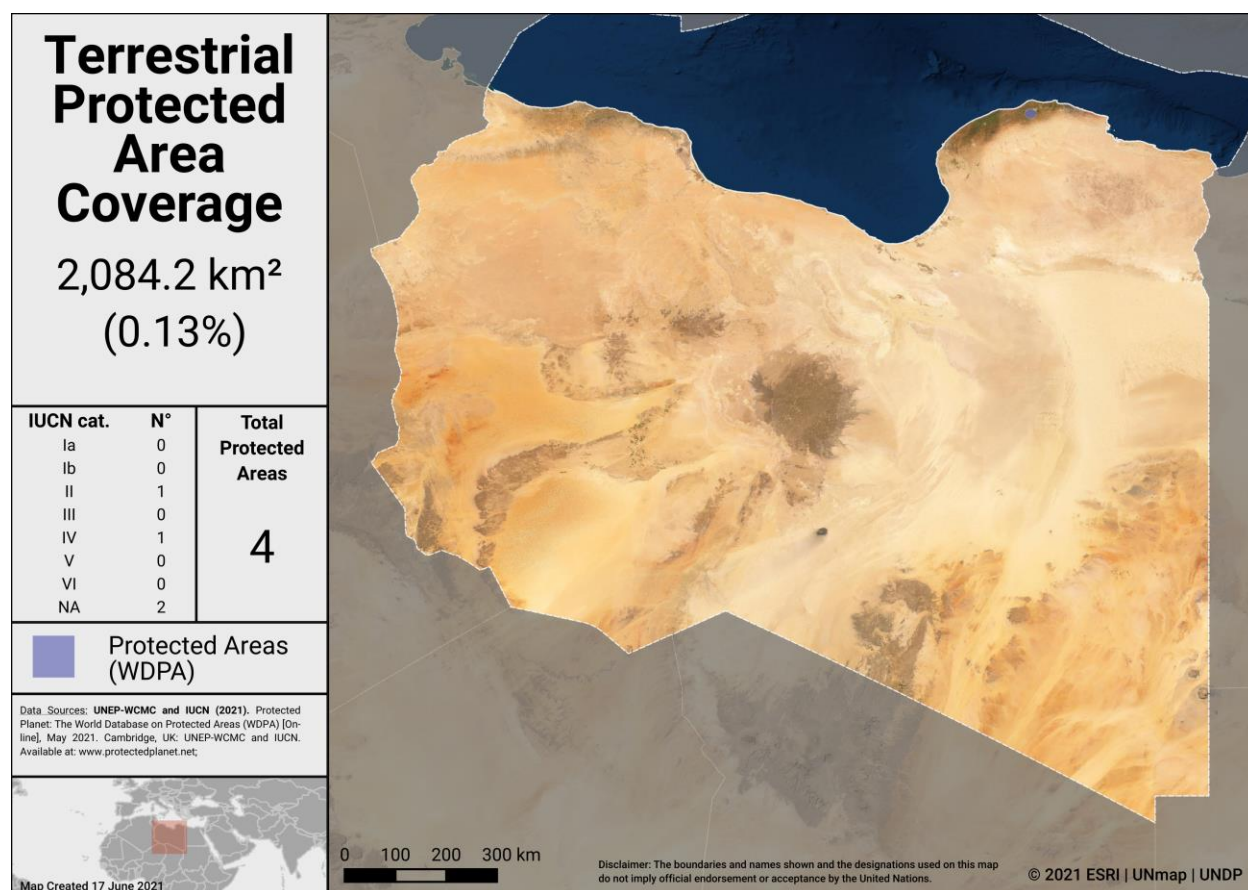 Terrestrial
Protected
Area
Coverage
2,084.2 km²
(0.13%)
IUCN cat. N°
Ia 0
Ib 0
II 1
III 0
IV 1
V 0
VI 0
NA 2
Total
Protected
Areas
4
Protected Areas
(WDPA)
Data Sources: UNEP-WCMC and IUCN (2021). Protected
Planet: The World Database on Protected Areas (WDPA) [On-
line], May 2021. Cambridge, UK: UNEP-WCMC and IUCN.
Available at: www.protectedplanet.net;
Map Created 17 June 2021
0 100 200 300 km
Disclaimer: The boundaries and names shown and the designations used on this map
do not imply official endorsement or acceptance by the United Nations.
© 2021 ESRI | UNmap | UNDP